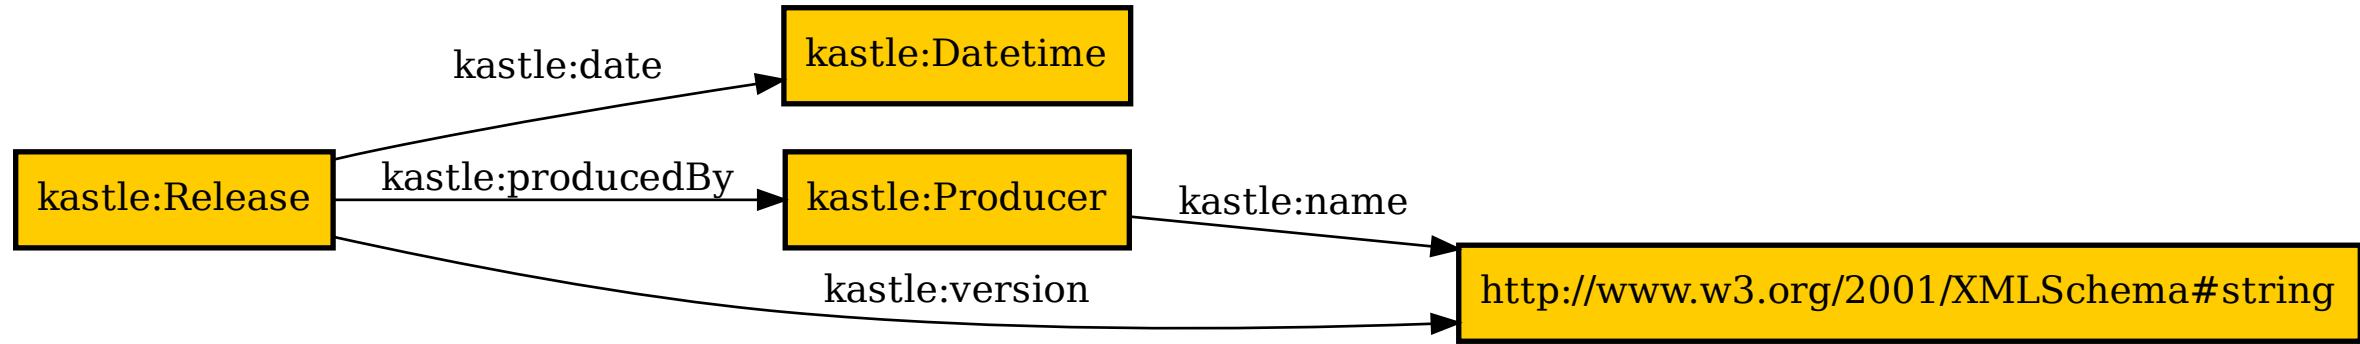 kastle:Datetime
kastle:date
kastle:Release
kastle:producedBy
kastle:Producer
kastle:name
kastle:version
http://www.w3.org/2001/XMLSchema#string